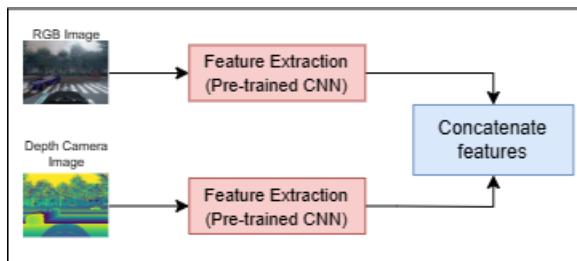 RGB Image
Feature Extraction
(Pre-trained CNN)
Concatenate
features
Depth Camera
Image
Feature Extraction
(Pre-trained CNN)